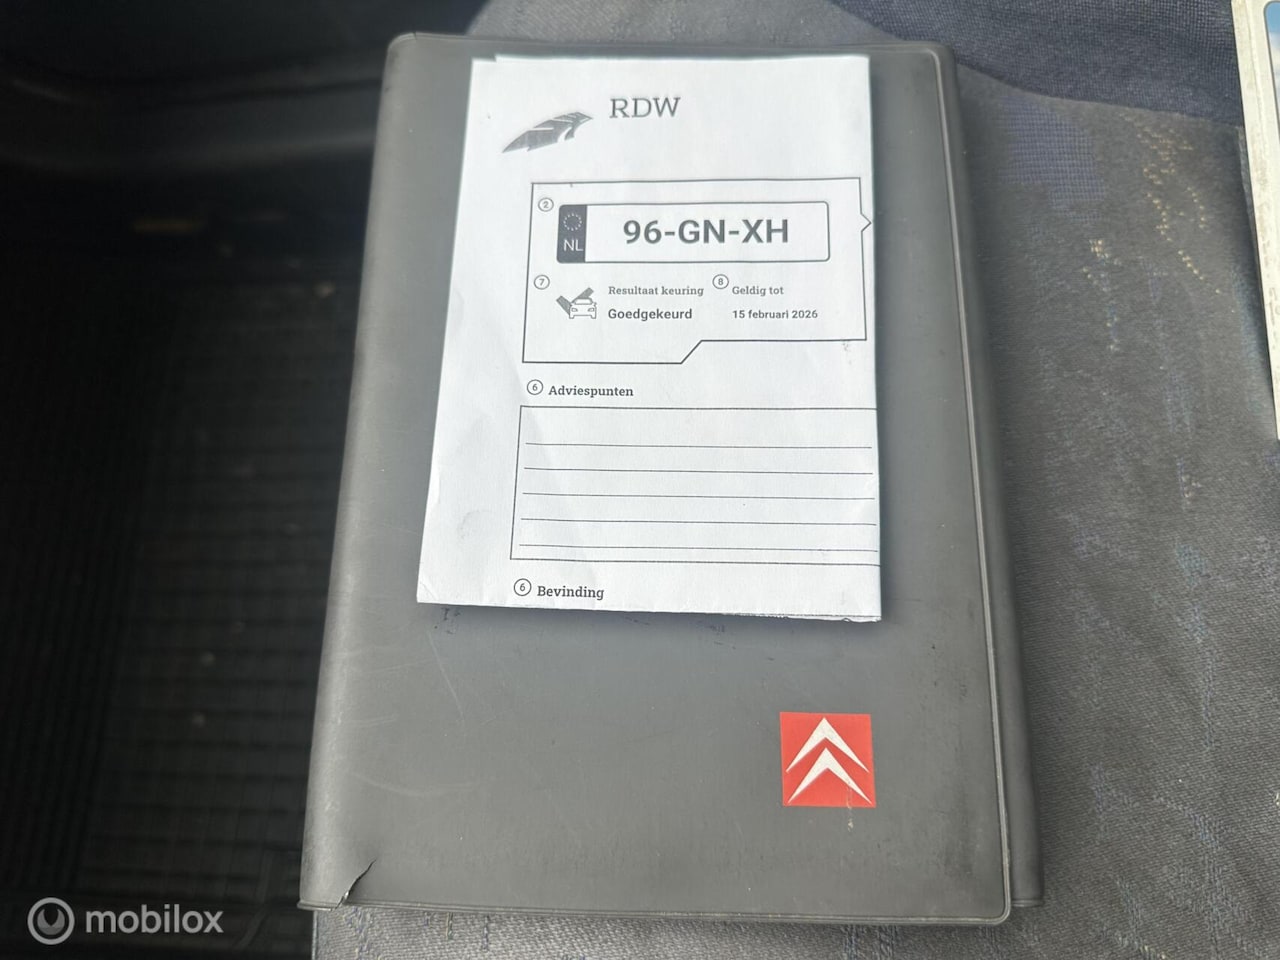 RDW
2
NL
96-GN-XH
7
Resultaat keuring
8
Geldig tot
Goedgekeurd
15 februari 2026
6 Adviespunten
6 Bevinding
mobilox